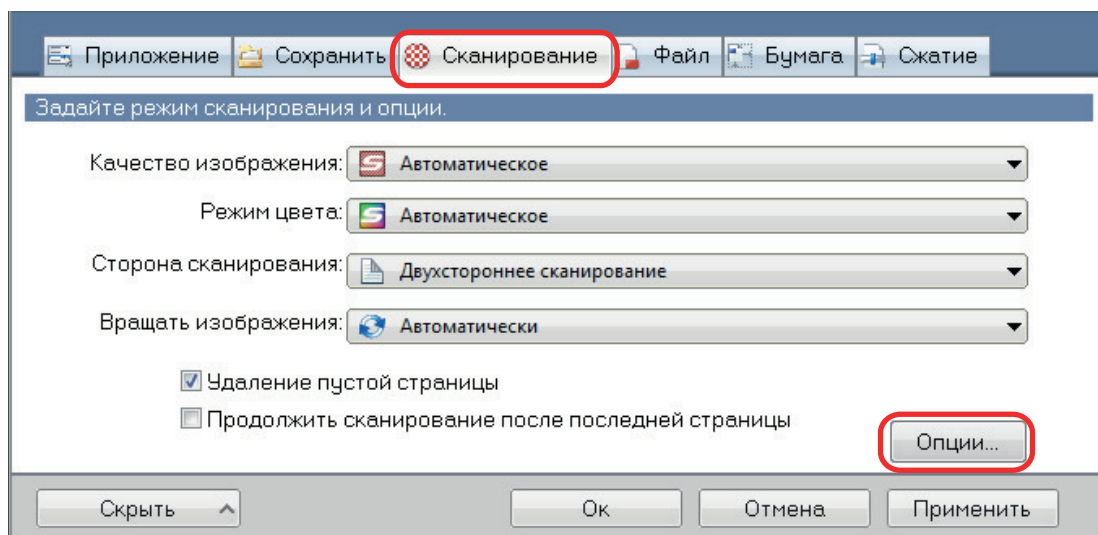 Приложение Сохранить Сканирование Файл Бумага Сжатие
Задайте режим сканирования и опции.
Качество изображения: Автоматическое
Режим цвета: Автоматическое
Сторона сканирования: Двухстороннее сканирование
Вращать изображения: Автоматически
Удаление пустой страницы
Продолжить сканирование после последней страницы
Опции...
Скрыть Ок Отмена Применить